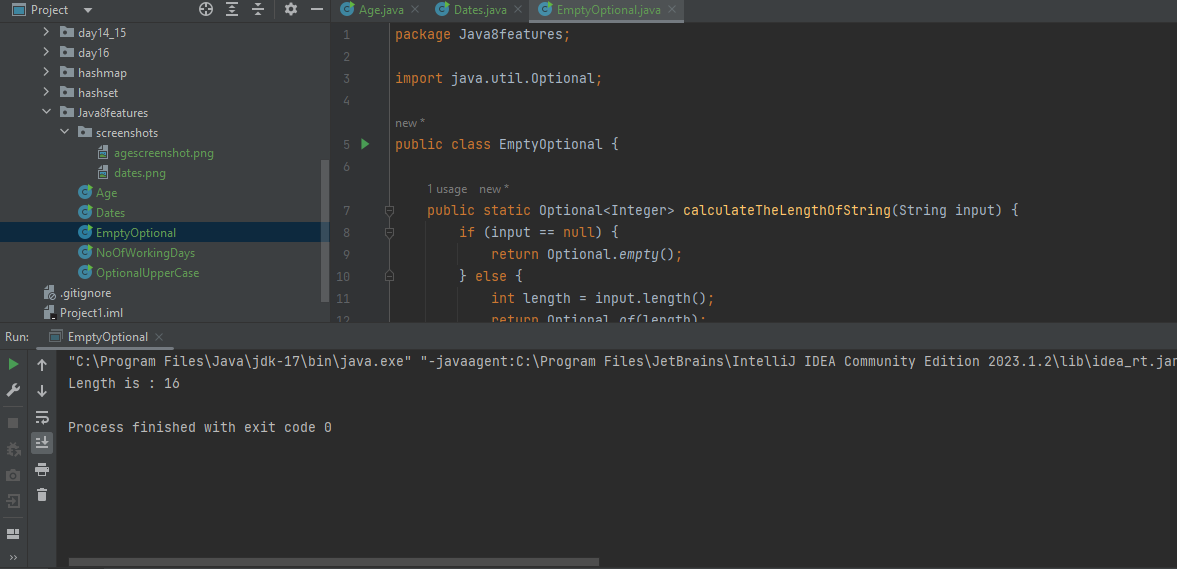 Project
day14_15
day16
hashmap
hashset
Java8features
screenshots
agescreenshot.png
dates.png
Age
Dates
EmptyOptional
NoOfWorkingDays
OptionalUpperCase
.gitignore
Project1.iml
Age.java
Dates.java
EmptyOptional.java
1 package Java8features;
2
3 import java.util.Optional;
4
new *
5 public class EmptyOptional {
6
1 usage new *
7 public static Optional<Integer> calculateTheLengthOfString(String input) {
8 if (input == null) {
9 return Optional.empty();
10 } else {
11 int length = input.length();
12 return Optional.of(length);
Run: EmptyOptional
"C:\Program Files\Java\jdk-17\bin\java.exe" "-javaagent:C:\Program Files\JetBrains\IntelliJ IDEA Community Edition 2023.1.2\lib\idea_rt.jar
Length is : 16
Process finished with exit code 0